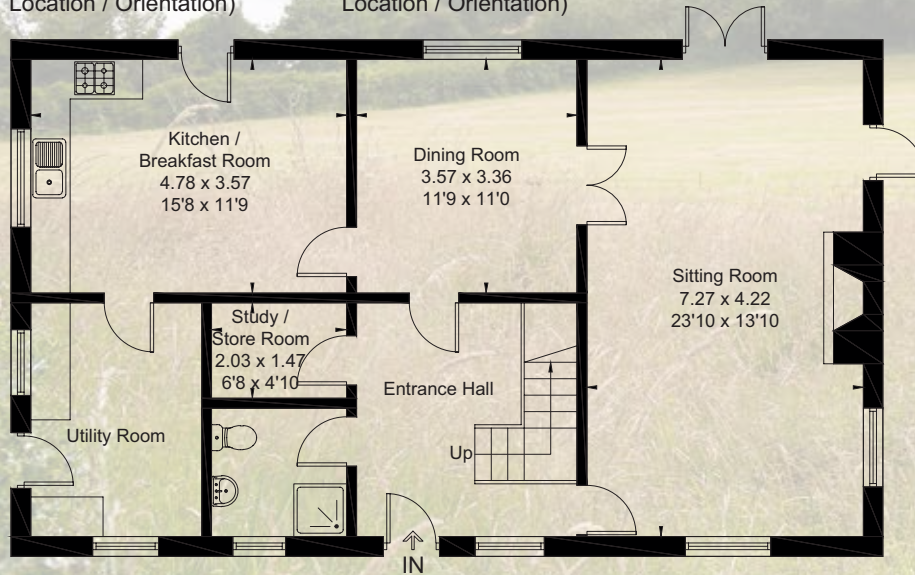 Location / Orientation)
Location / Orientation)
Kitchen /
Breakfast Room
4.78 x 3.57
15'8 x 11'9
Dining Room
3.57 x 3.36
11'9 x 11'0
Sitting Room
7.27 x 4.22
23'10 x 13'10
Study /
Store Room
2.03 x 1.47
6'8 x 4'10
Entrance Hall
Utility Room
Up
IN